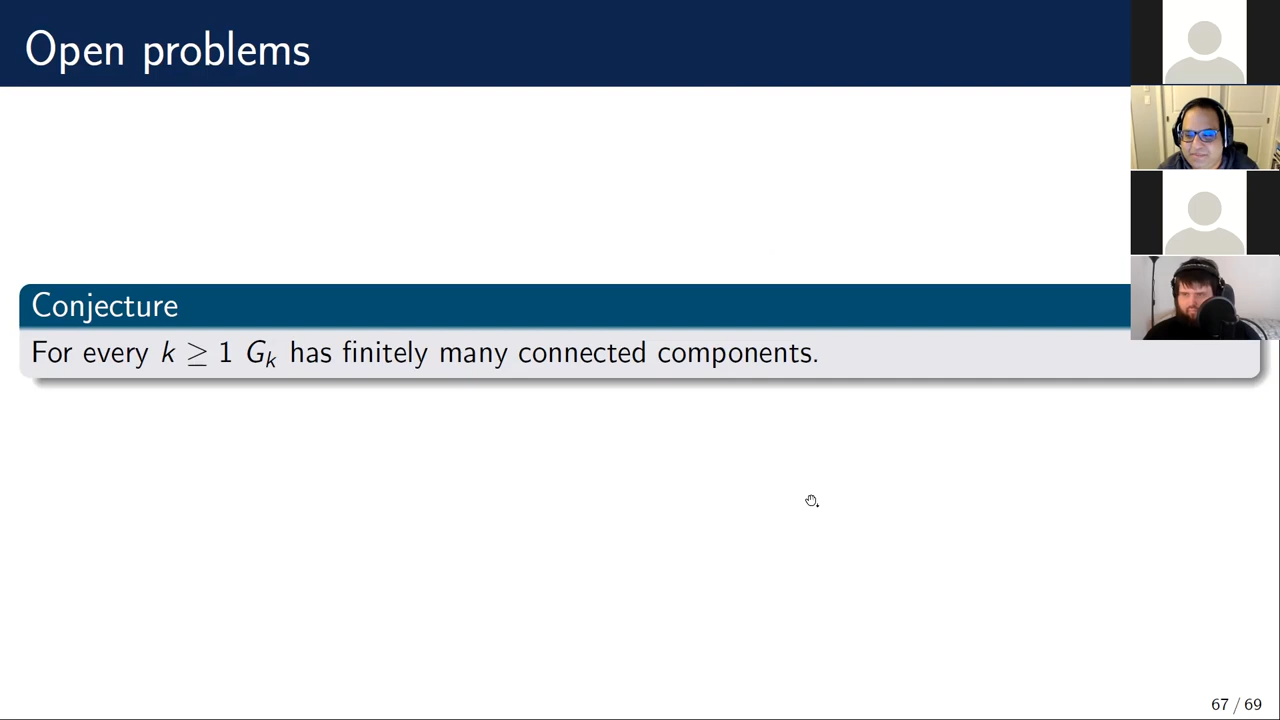 Open problems
Conjecture
For every k ≥ 1 G_k has finitely many connected components.
67 / 69